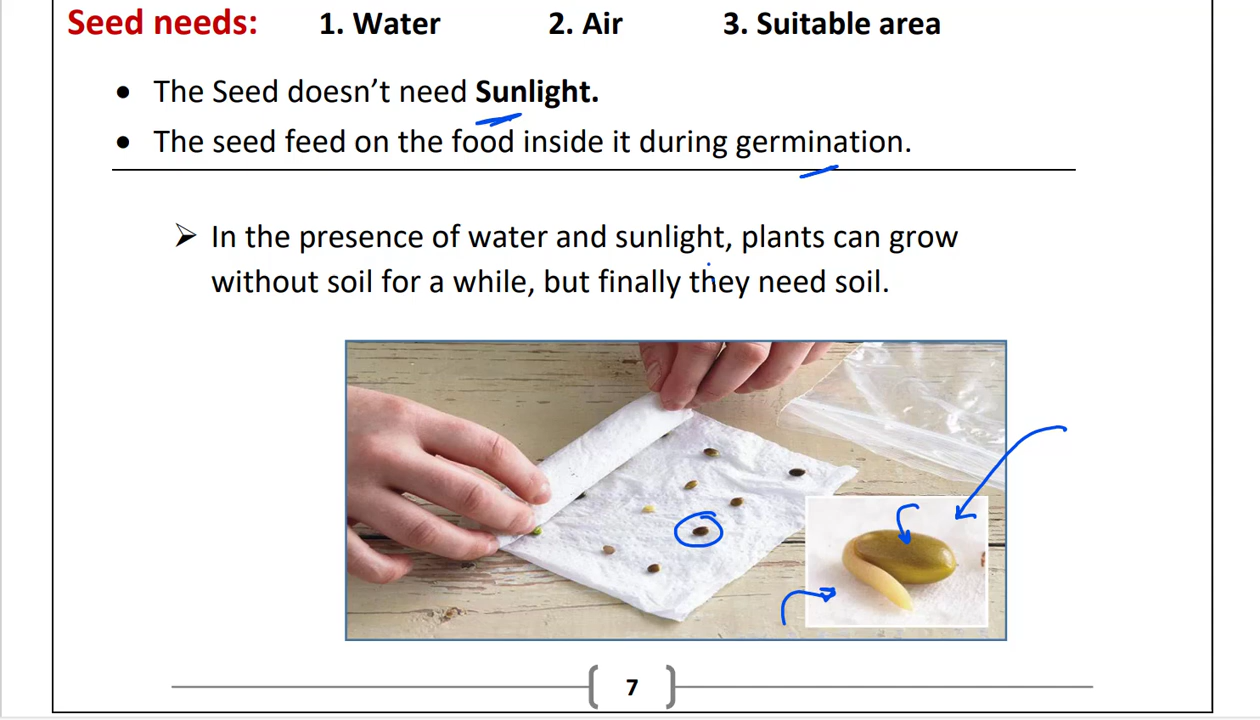 Seed needs: 1. Water 2. Air 3. Suitable area
• The Seed doesn’t need Sunlight.
• The seed feed on the food inside it during germination.
➢ In the presence of water and sunlight, plants can grow
without soil for a while, but finally they need soil.
7